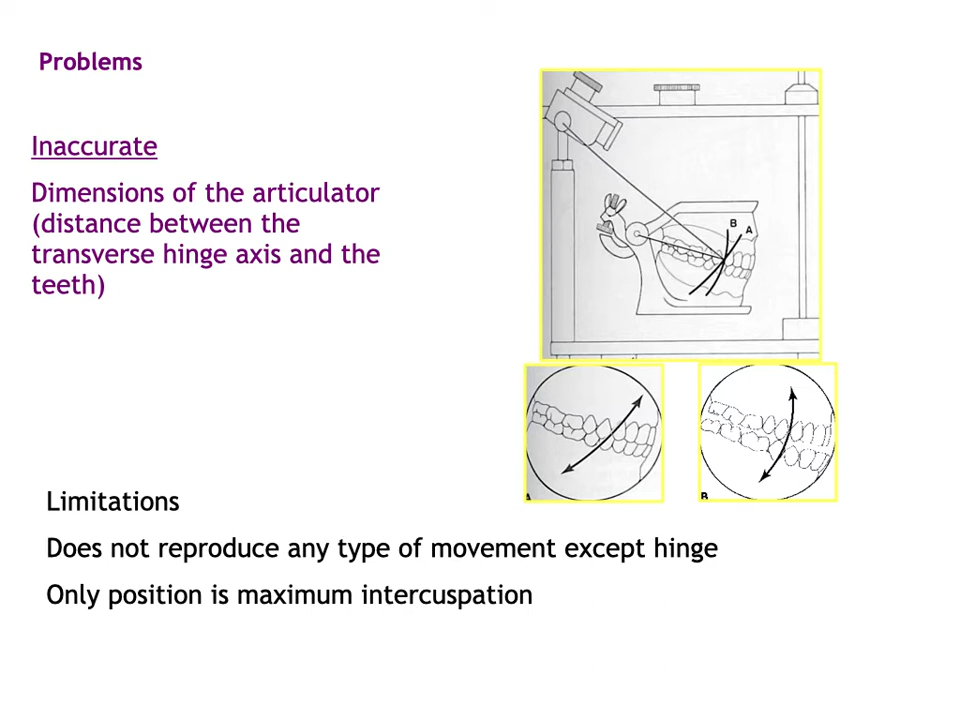 Problems
Inaccurate
Dimensions of the articulator
(distance between the
transverse hinge axis and the
teeth)
B
A
A
B
Limitations
Does not reproduce any type of movement except hinge
Only position is maximum intercuspation